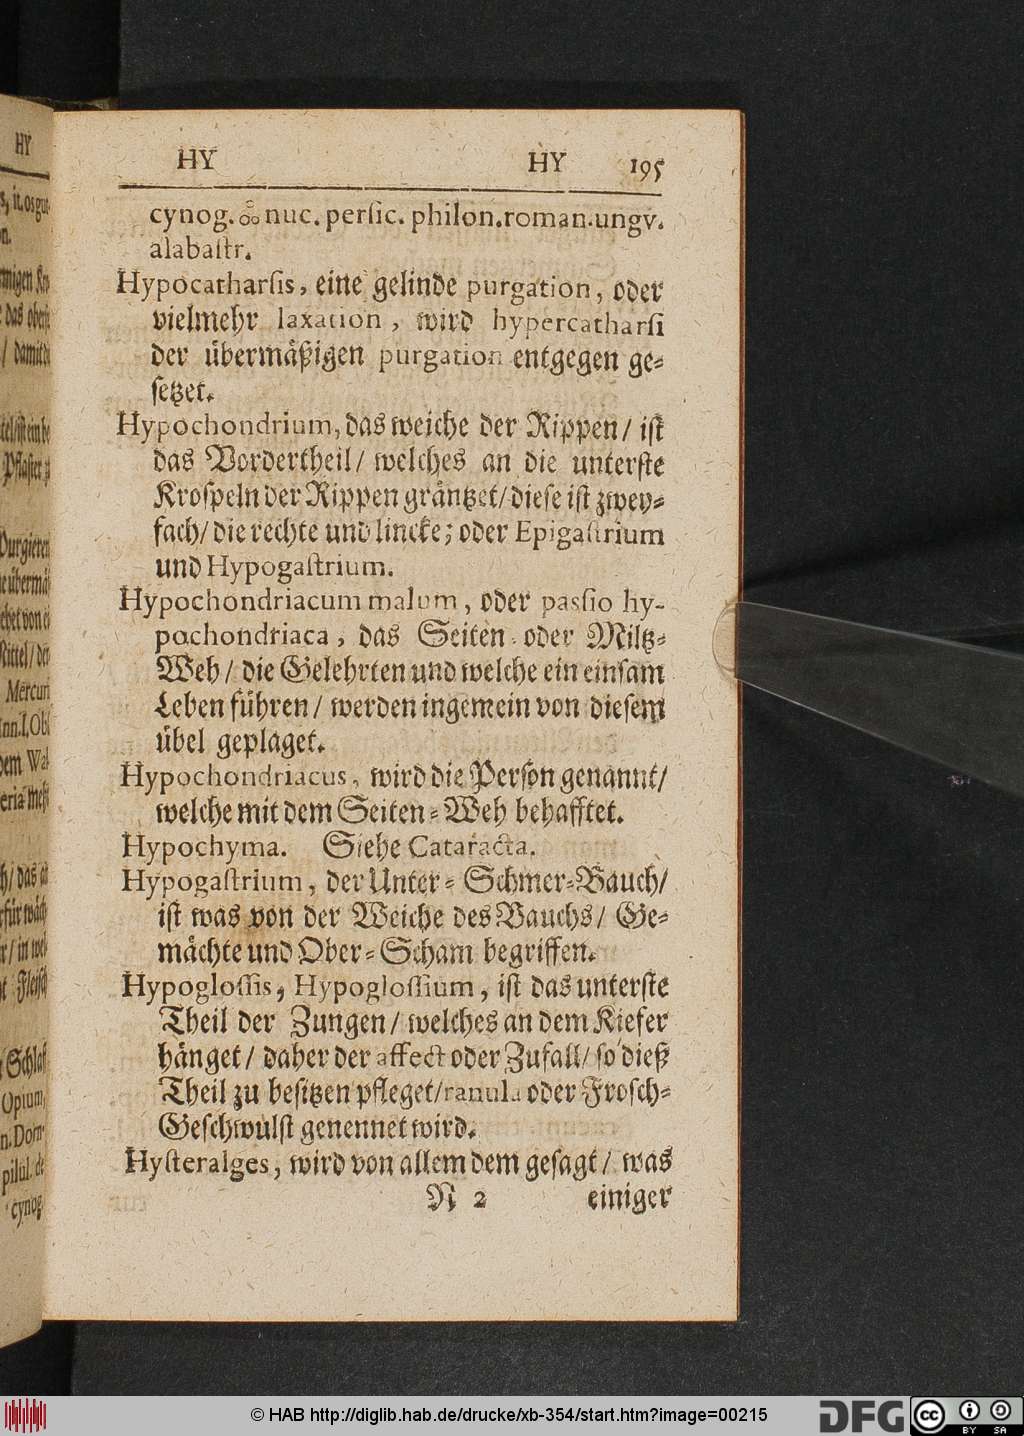 HY HY 195
cynog. nuc. perſic. philon. roman. ungv.
alabaſtr.
Hypocatharſis, eine gelinde purgation, oder
vielmehr laxation, wird hypercatharſi
der übermäßigen purgation entgegen ge⸗
ſetzet.
Hypochondrium, das weiche der Rippen / iſt
das Vordertheil / welches an die unterſte
Kroſpeln der Rippen gräntzet / dieſe iſt zwey⸗
fach / die rechte und lincke; oder Epigaſtrium
und Hypogaſtrium.
Hypochondriacum malum, oder paſsio hy-
pochondriaca, das Seiten oder Miltz⸗
Weh / die Gelehrten und welche ein einſam
Leben führen / werden ingemein von dieſem
übel geplaget.
Hypochondriacus, wird die Perſon genannt /
welche mit dem Seiten⸗Weh behafftet.
Hypochyma. Siehe Cataracta.
Hypogaſtrium, der Unter⸗Schmer⸗Bauch /
iſt was von der Weiche des Bauchs / Ge⸗
mächte und Ober⸗Scham begriffen.
Hypogloſsis, Hypogloſsium, iſt das unterſte
Theil der Zungen / welches an dem Kiefer
hänget / daher der affect oder Zufall / ſo dieß
Theil zu beſitzen pfleget / ranula oder Froſch⸗
Geſchwulſt genennet wird.
Hyſteralges, wird von allem dem geſagt / was
N 2 einiger
© HAB http://diglib.hab.de/drucke/xb-354/start.htm?image=00215
DFG cc BY SA